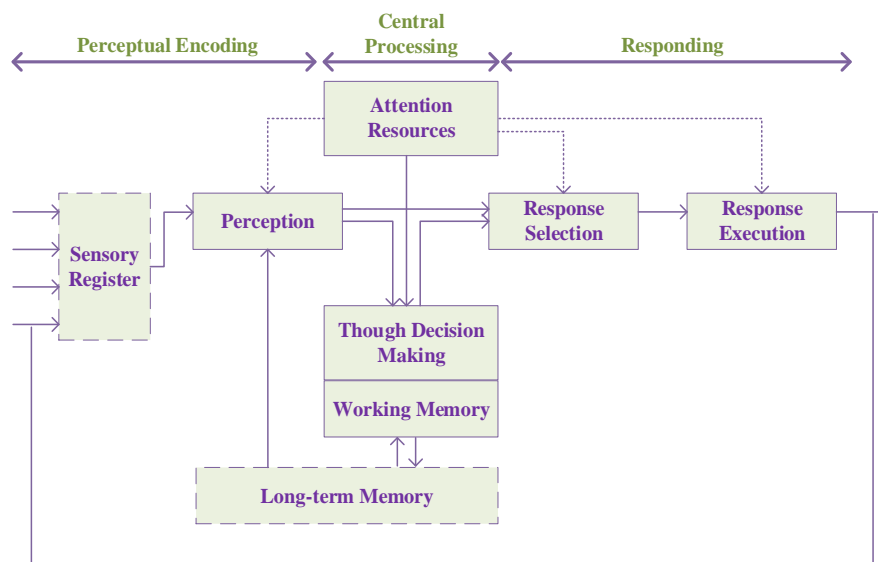 Perceptual Encoding
Central
Processing
Responding
Attention
Resources
Sensory
Register
Perception
Response
Selection
Response
Execution
Though Decision
Making
Working Memory
Long-term Memory